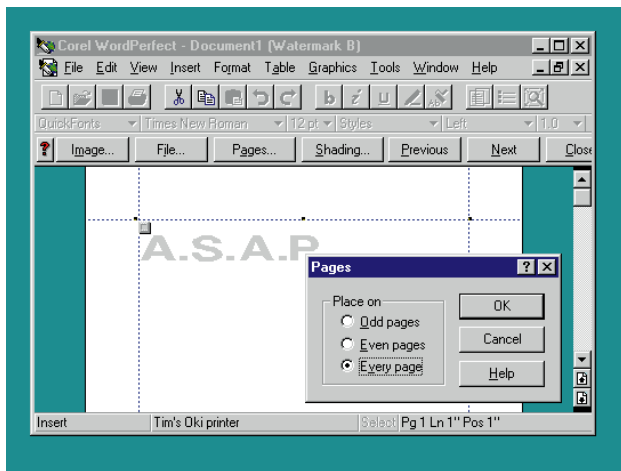 Corel WordPerfect - Document1 (Watermark B)
File Edit View Insert Format Table Graphics Tools Window Help
b i u
QuickFonts Times New Roman 12 pt Styles Left 1.0
? Image... File... Pages... Shading... Previous Next Close
A.S.A.P
Pages ?
Place on
Odd pages
Even pages
Every page
OK
Cancel
Help
Insert Tim's Oki printer Select Pg 1 Ln 1" Pos 1"